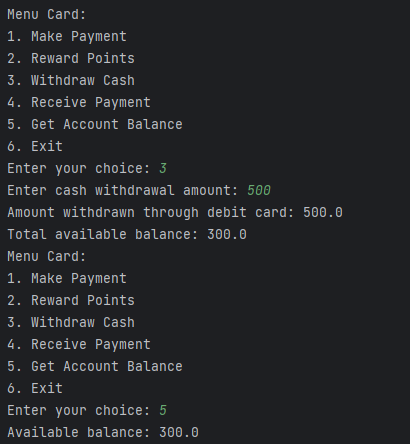 Menu Card:
1. Make Payment
2. Reward Points
3. Withdraw Cash
4. Receive Payment
5. Get Account Balance
6. Exit
Enter your choice: 3
Enter cash withdrawal amount: 500
Amount withdrawn through debit card: 500.0
Total available balance: 300.0
Menu Card:
1. Make Payment
2. Reward Points
3. Withdraw Cash
4. Receive Payment
5. Get Account Balance
6. Exit
Enter your choice: 5
Available balance: 300.0